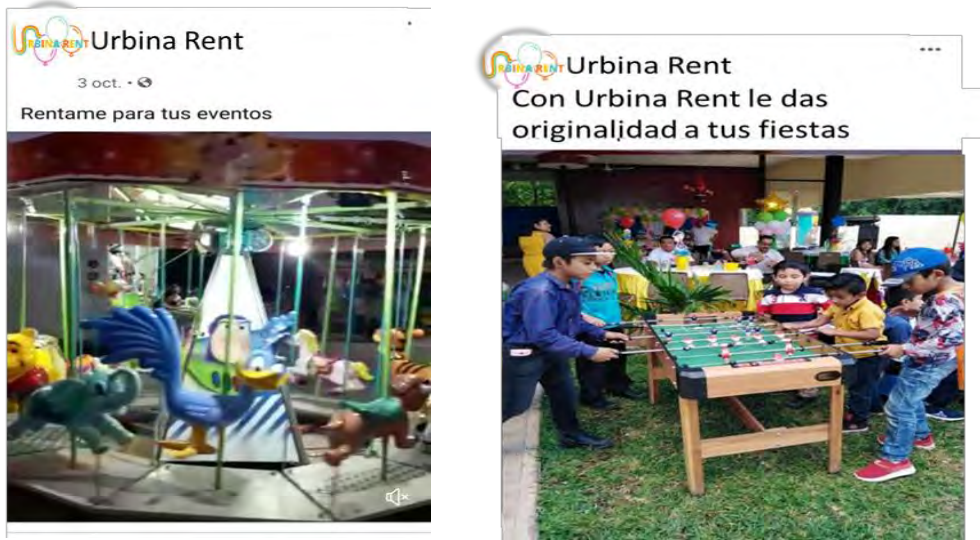 URBINA RENT
Urbina Rent
3 oct.
Rentame para tus eventos
URBINA RENT
Urbina Rent
Con Urbina Rent le das
originalidad a tus fiestas